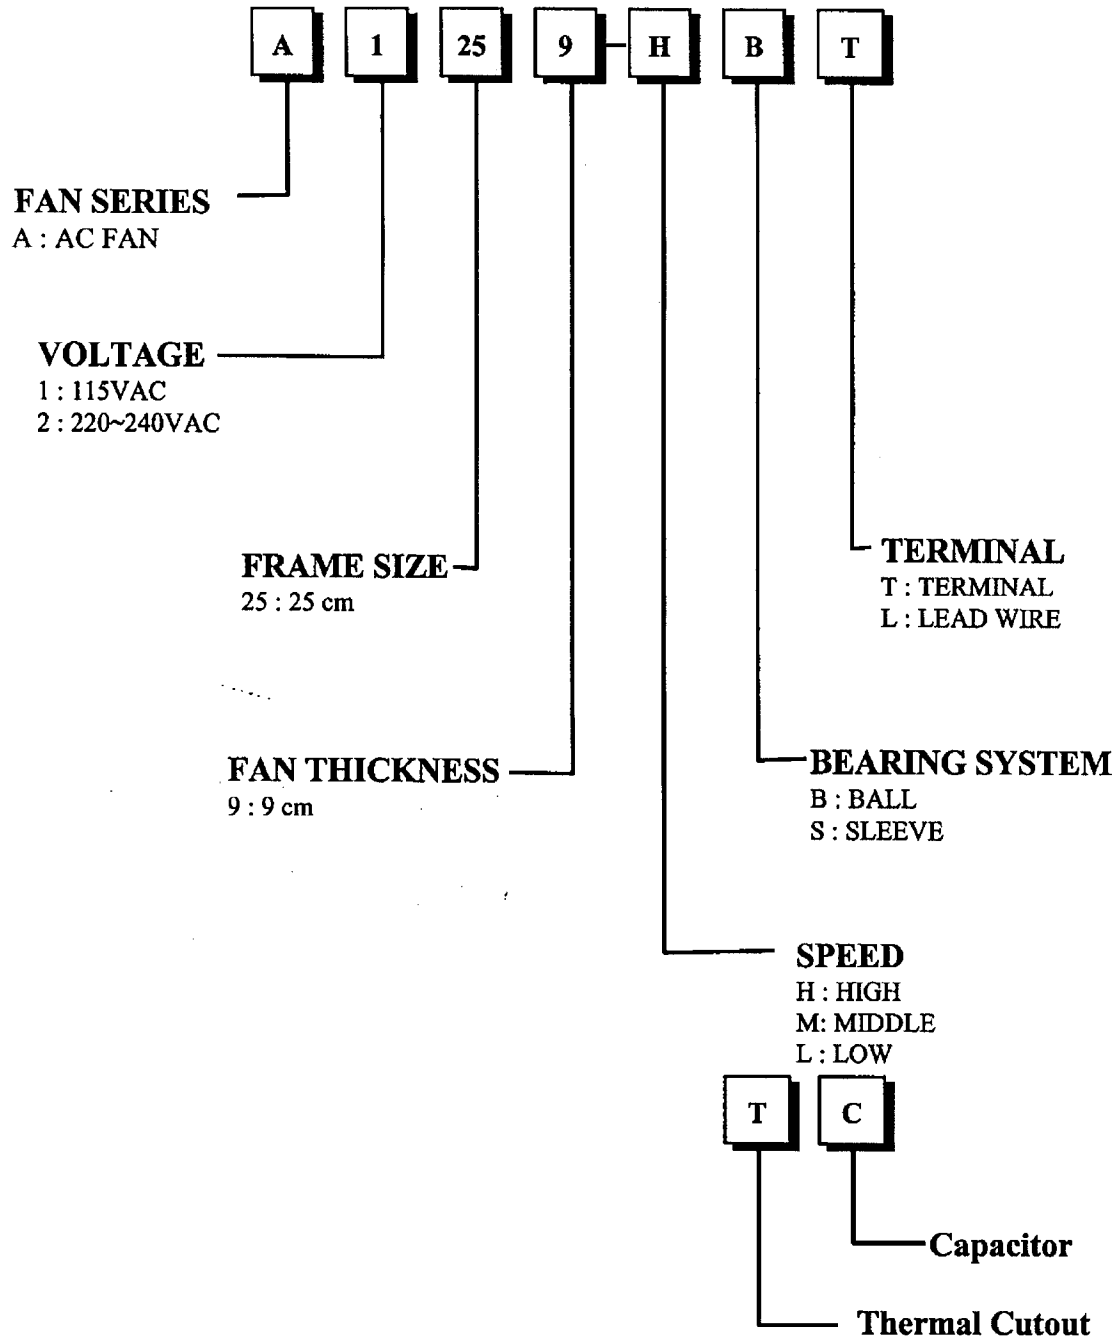 A 1 25 9 - H B T
FAN SERIES
A : AC FAN
VOLTAGE
1 : 115VAC
2 : 220~240VAC
FRAME SIZE
25 : 25 cm
TERMINAL
T : TERMINAL
L : LEAD WIRE
FAN THICKNESS
9 : 9 cm
BEARING SYSTEM
B : BALL
S : SLEEVE
SPEED
H : HIGH
M: MIDDLE
L : LOW
T C
Capacitor
Thermal Cutout